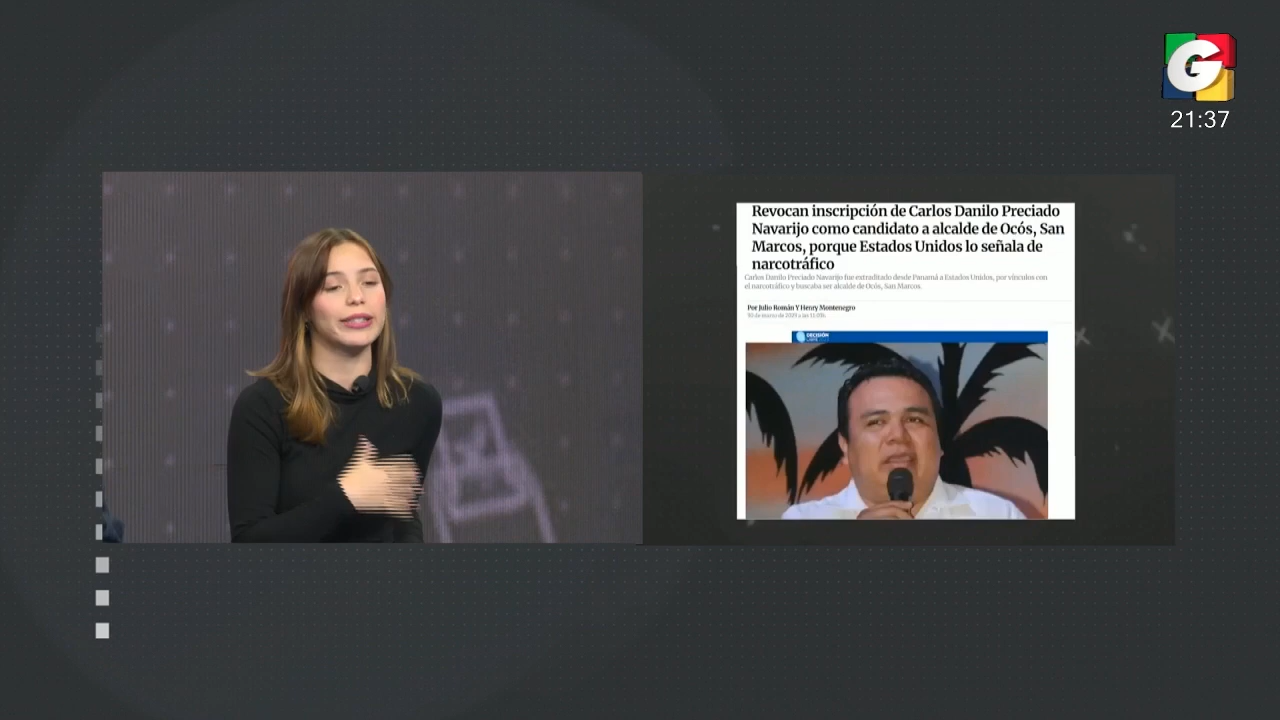 G
21:37
Revocan inscripción de Carlos Danilo Preciado
Navarijo como candidato a alcalde de Ocós, San
Marcos, porque Estados Unidos lo señala de
narcotráfico
Carlos Danilo Preciado Navarijo fue extraditado desde Panamá a Estados Unidos, por vínculos con
el narcotráfico y buscaba ser alcalde de Ocós, San Marcos.
Por Julio Román Y Henry Montenegro
DECISIÓN